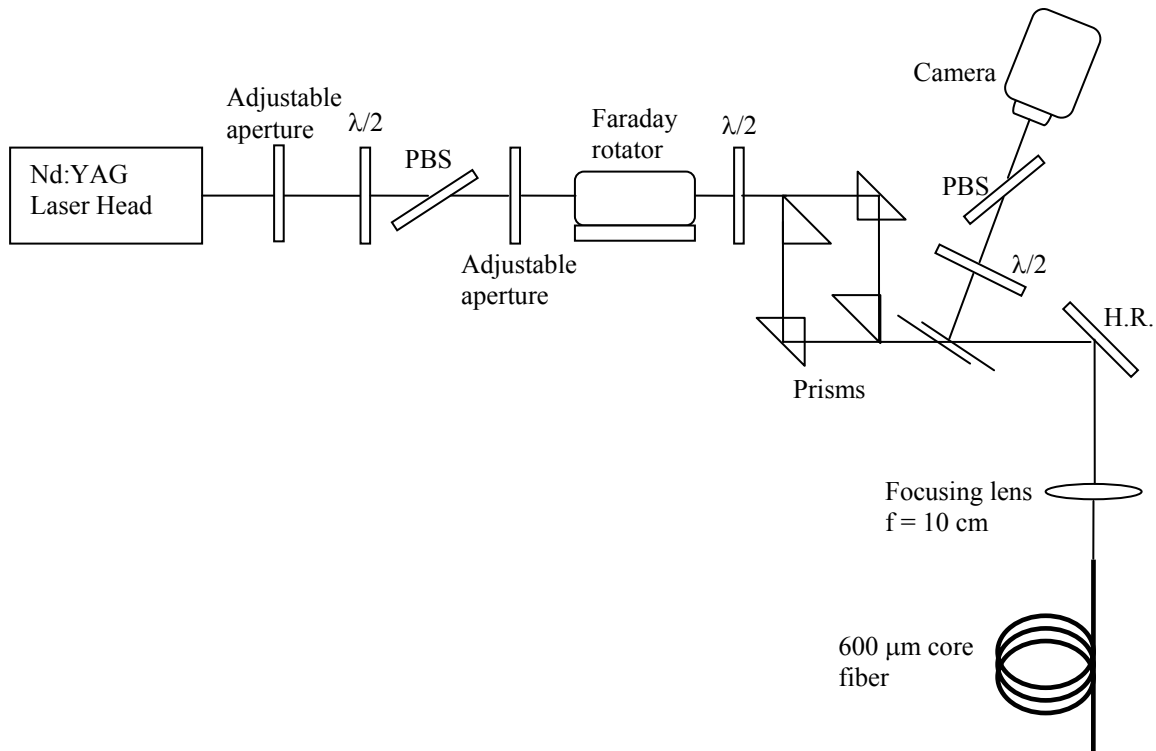 Camera
Adjustable
aperture
λ/2
Faraday
rotator
λ/2
PBS
PBS
Nd:YAG
Laser Head
Adjustable
aperture
λ/2
H.R.
Prisms
Focusing lens
f = 10 cm
600 μm core
fiber